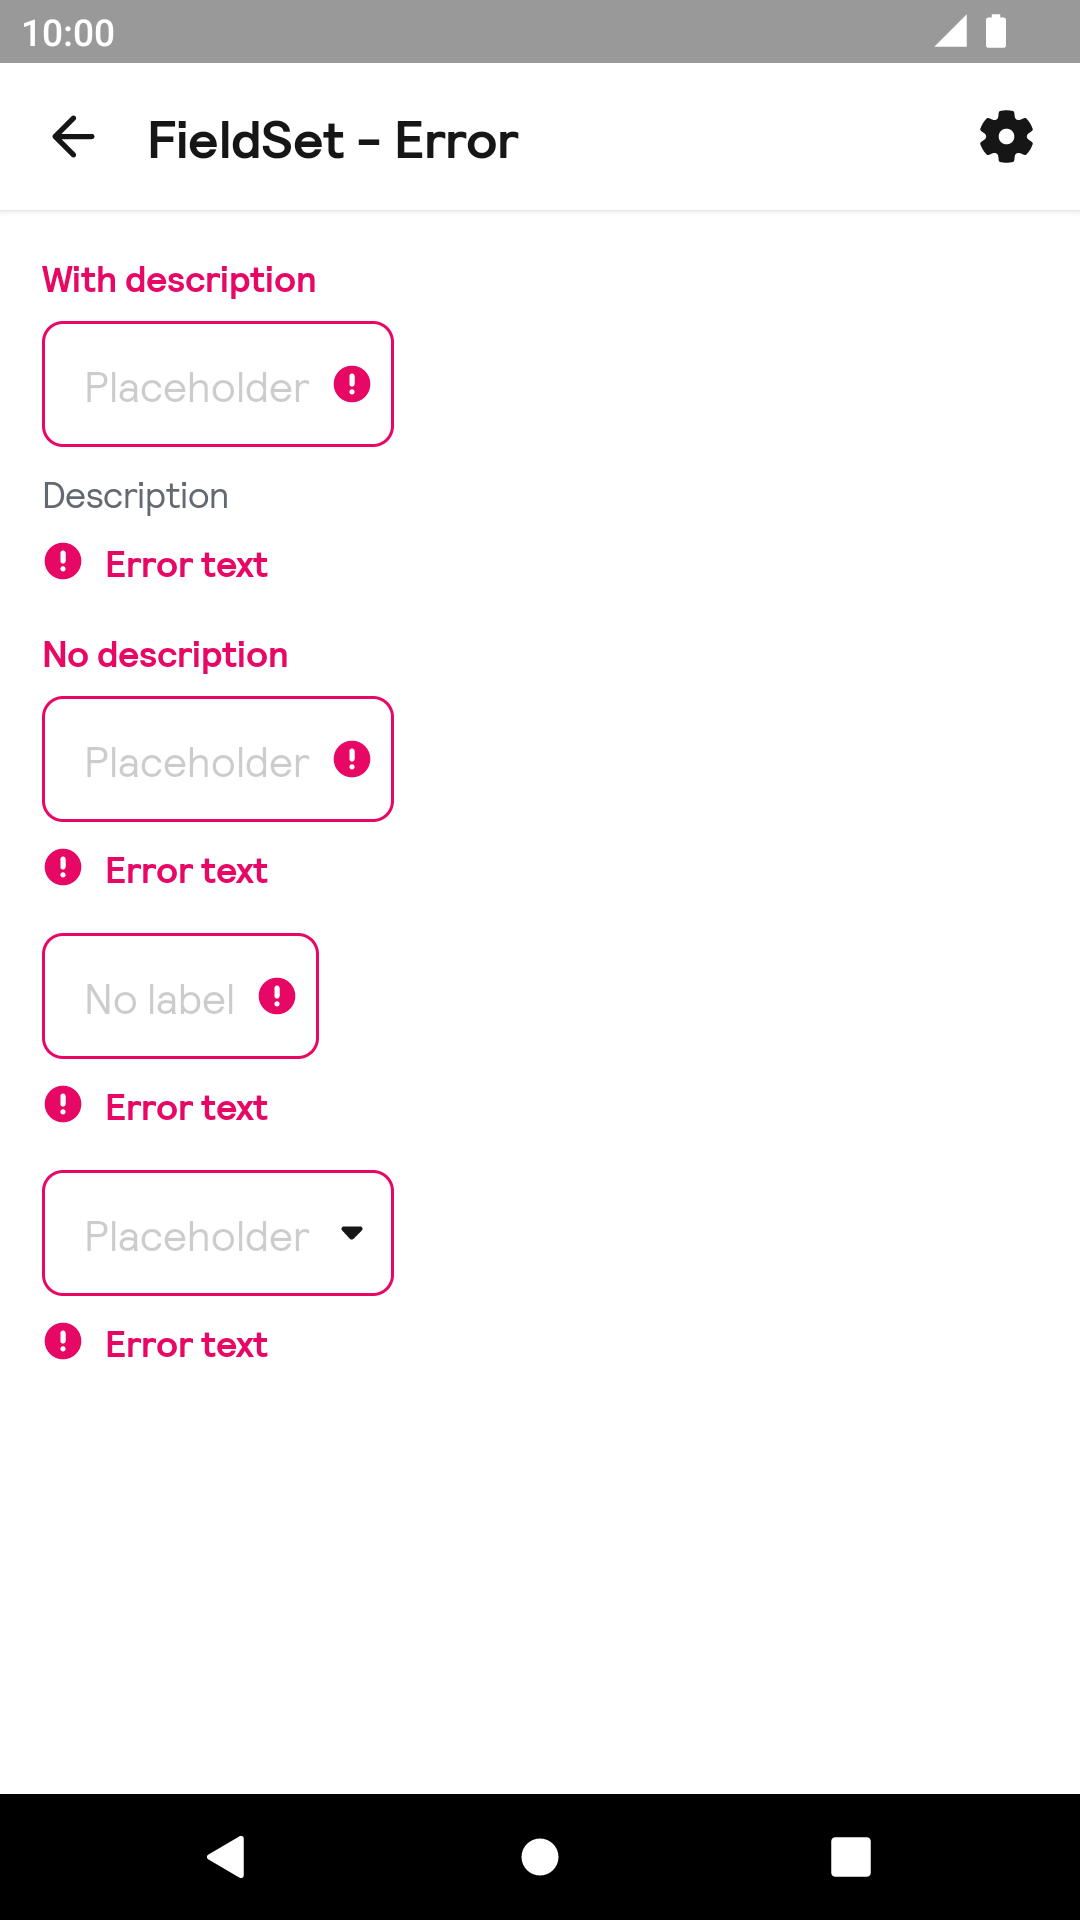 10:00
FieldSet - Error
With description
Placeholder
Description
Error text
No description
Placeholder
Error text
No label
Error text
Placeholder
Error text